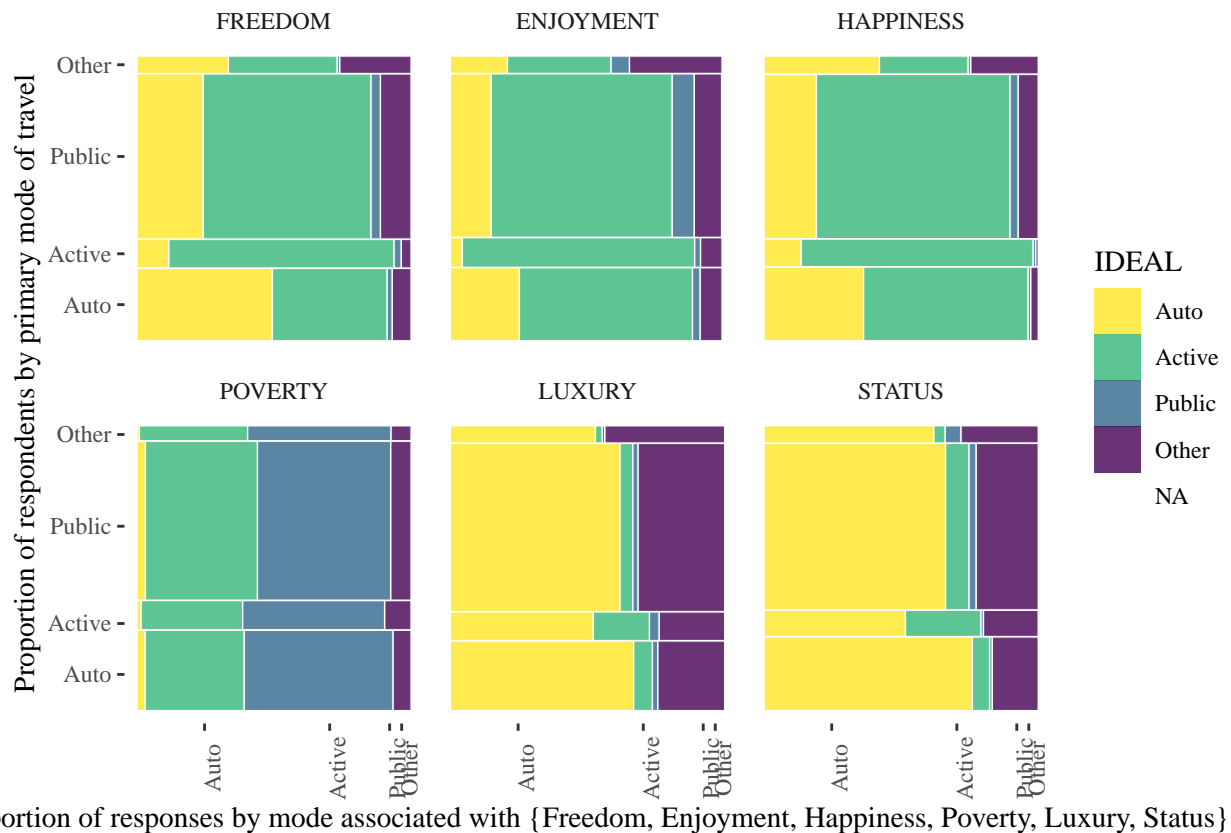 FREEDOM
ENJOYMENT
HAPPINESS
Other
Public
Active
Auto
POVERTY
LUXURY
STATUS
Other
Public
Active
Auto
Auto
Active
Public
Other
Auto
Active
Public
Other
Auto
Active
Public
Other
Proportion of respondents by primary mode of travel
portion of responses by mode associated with {Freedom, Enjoyment, Happiness, Poverty, Luxury, Status}
IDEAL
Auto
Active
Public
Other
NA